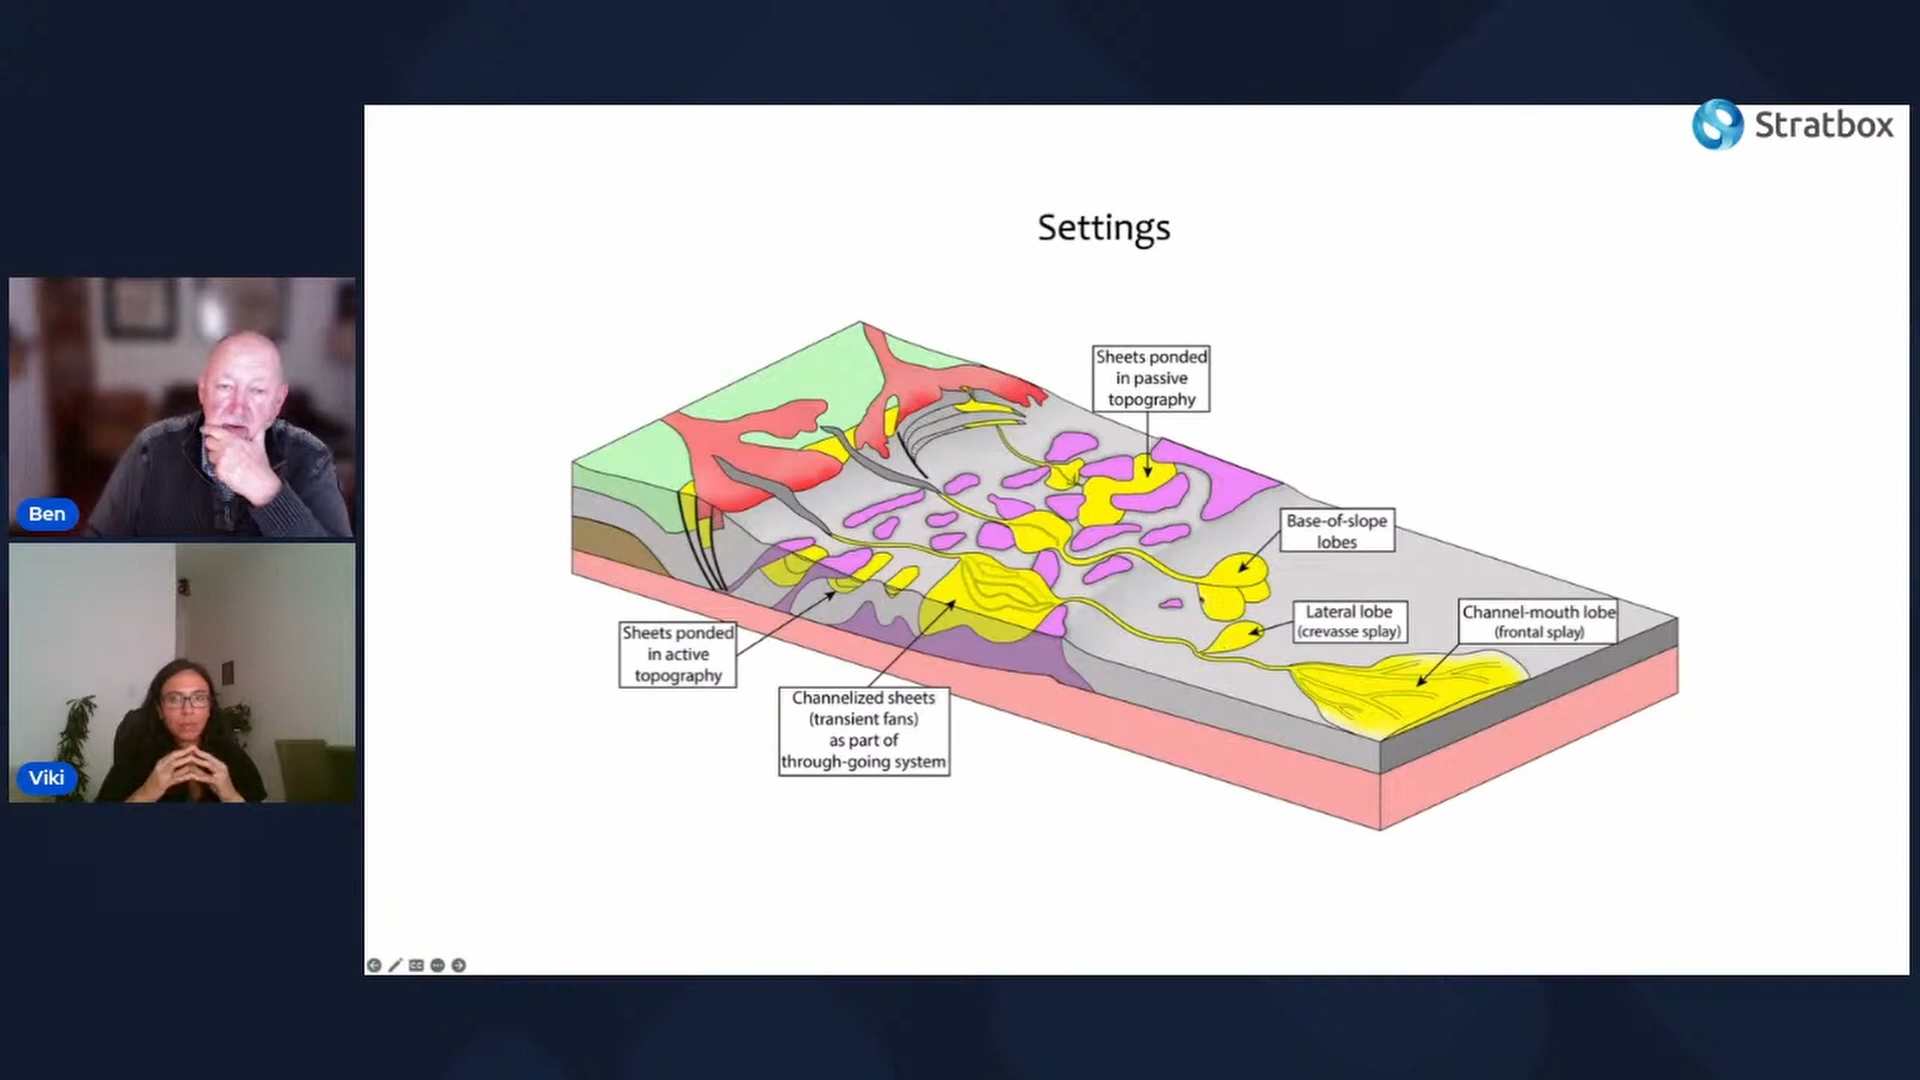 Stratbox
Settings
Sheets ponded
in passive
topography
Base-of-slope
lobes
Lateral lobe
(crevasse splay)
Channel-mouth lobe
(frontal splay)
Sheets ponded
in active
topography
Channelized sheets
(transient fans)
as part of
through-going system
Ben
Viki